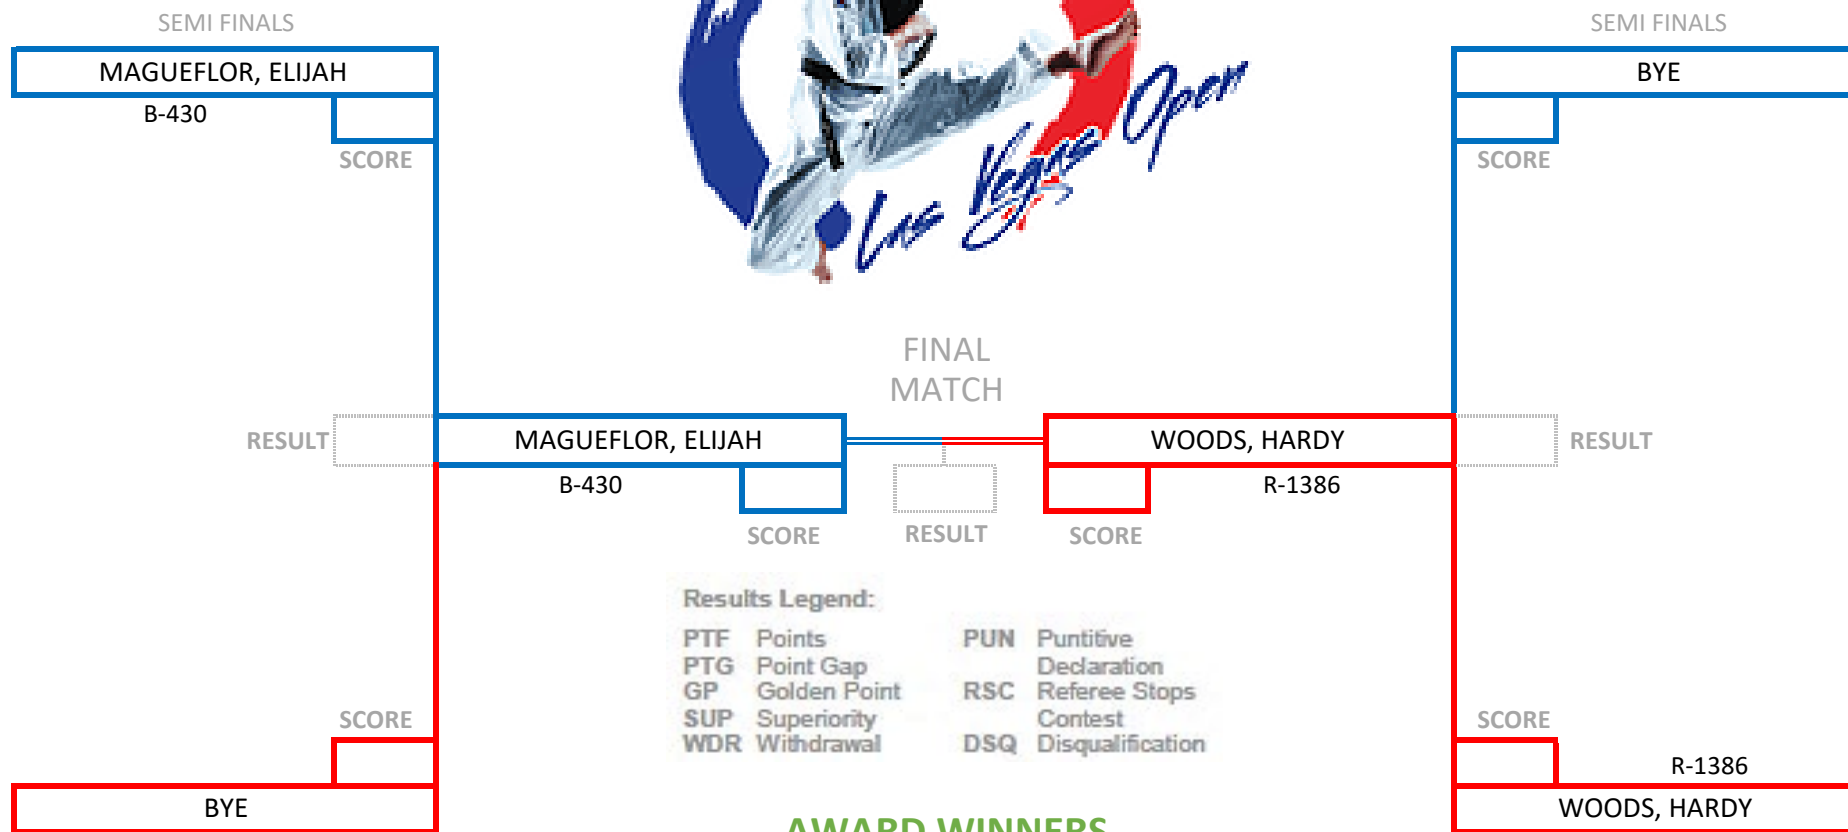 SEMI FINALS
SEMI FINALS
MAGUEFLOR, ELIJAH
BYE
B-430
SCORE
SCORE
Las Vegas Open
FINAL
MATCH
RESULT
MAGUEFLOR, ELIJAH
WOODS, HARDY
RESULT
B-430
R-1386
SCORE
RESULT
SCORE
Results Legend:
PTF Points
PTG Point Gap
GP Golden Point
SUP Superiority
WDR Withdrawal
PUN Puntitive
Declaration
RSC Referee Stops
Contest
DSQ Disqualification
SCORE
SCORE
R-1386
BYE
WOODS, HARDY
AWARD WINNERS